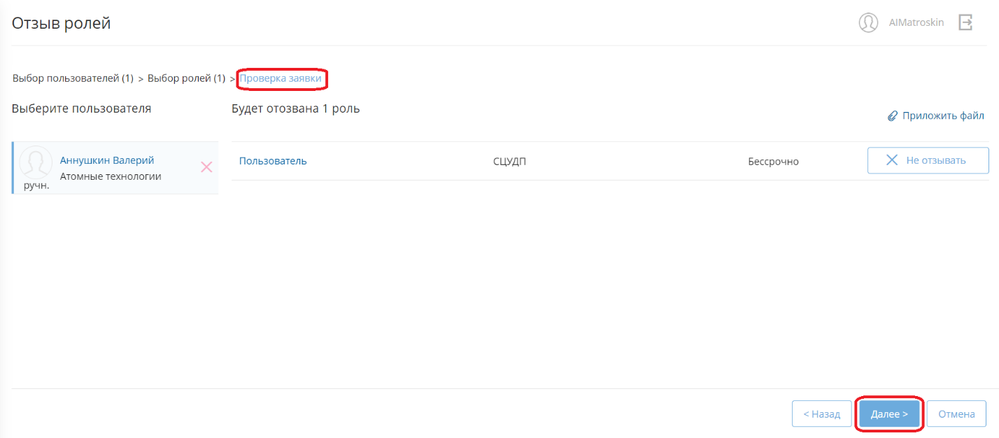 Отзыв ролей
AIMatroskin
Выбор пользователей (1) > Выбор ролей (1) > Проверка заявки
Выберите пользователя
Будет отозвана 1 роль
Приложить файл
Аннушкин Валерий
Атомные технологии
ручн.
Пользователь
СЦУДП
Бессрочно
Не отзывать
< Назад
Далее >
Отмена